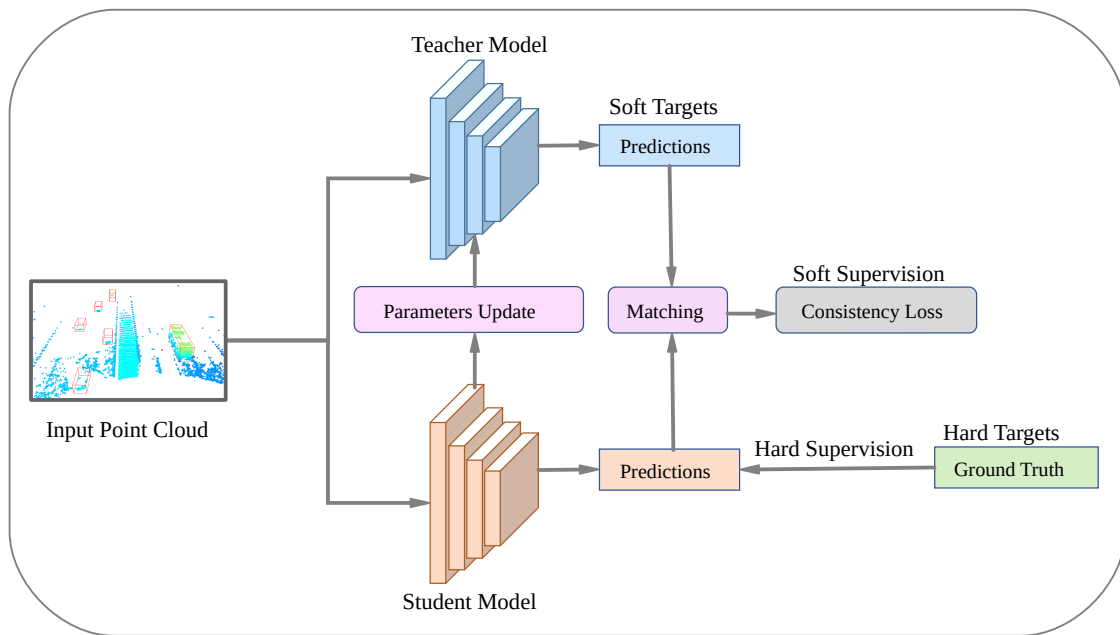 Teacher Model
Soft Targets
Predictions
Soft Supervision
Parameters Update
Matching
Consistency Loss
Input Point Cloud
Hard Supervision
Hard Targets
Predictions
Ground Truth
Student Model